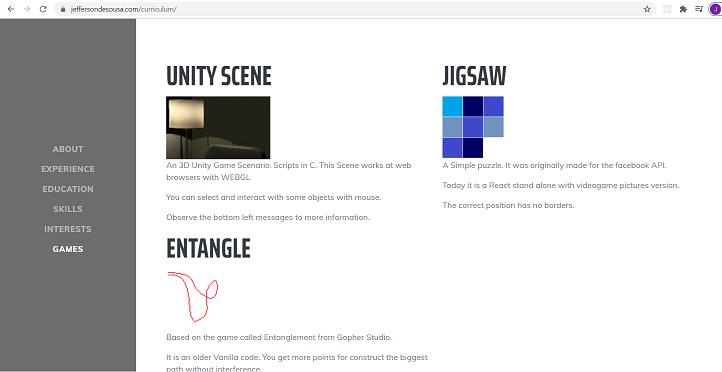 jeffersondesousa.com/curriculum/
J
ABOUT
EXPERIENCE
EDUCATION
SKILLS
INTERESTS
GAMES
UNITY SCENE
An 3D Unity Game Scenario. Scripts in C. This Scene works at web
browsers with WEBGL
You can select and interact with some objects with mouse.
Observe the bottom left messages to more information.
JIGSAW
A Simple puzzle. It was originally made for the facebook API.
Today it is a React stand alone with videogame pictures version.
The correct position has no borders.
ENTANGLE
Based on the game called Entanglement from Gopher Studio.
It is an older Vanilla code. You get more points for construct the biggest
path without interference.